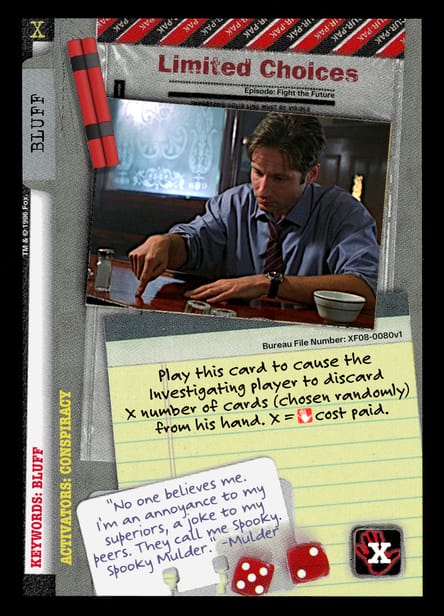 X
BLUFF
TM & © 1996 Fox.
KEYWORDS: BLUFF
ACTIVATORS: CONSPIRACY
Limited Choices
Episode: Fight the Future
Bureau File Number: XF08-0080v1
Play this card to cause the
Investigating player to discard
X number of cards (chosen randomly)
from his hand. X = cost paid.
"No one believes me.
I'm an annoyance to my
superiors, a joke to my
peers. They call me Spooky.
Spooky Mulder." -Mulder
X